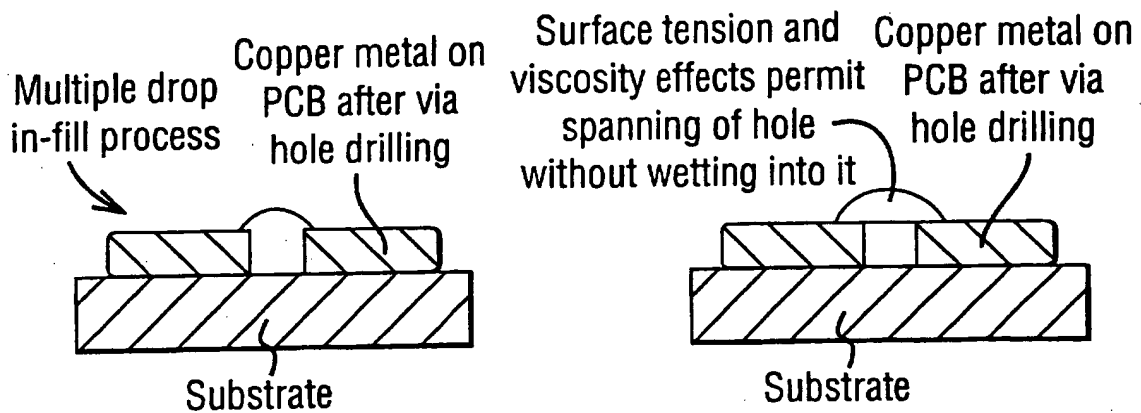 Multiple drop
in-fill process
Copper metal on
PCB after via
hole drilling
Substrate
Surface tension and
viscosity effects permit
spanning of hole
without wetting into it
Copper metal on
PCB after via
hole drilling
Substrate